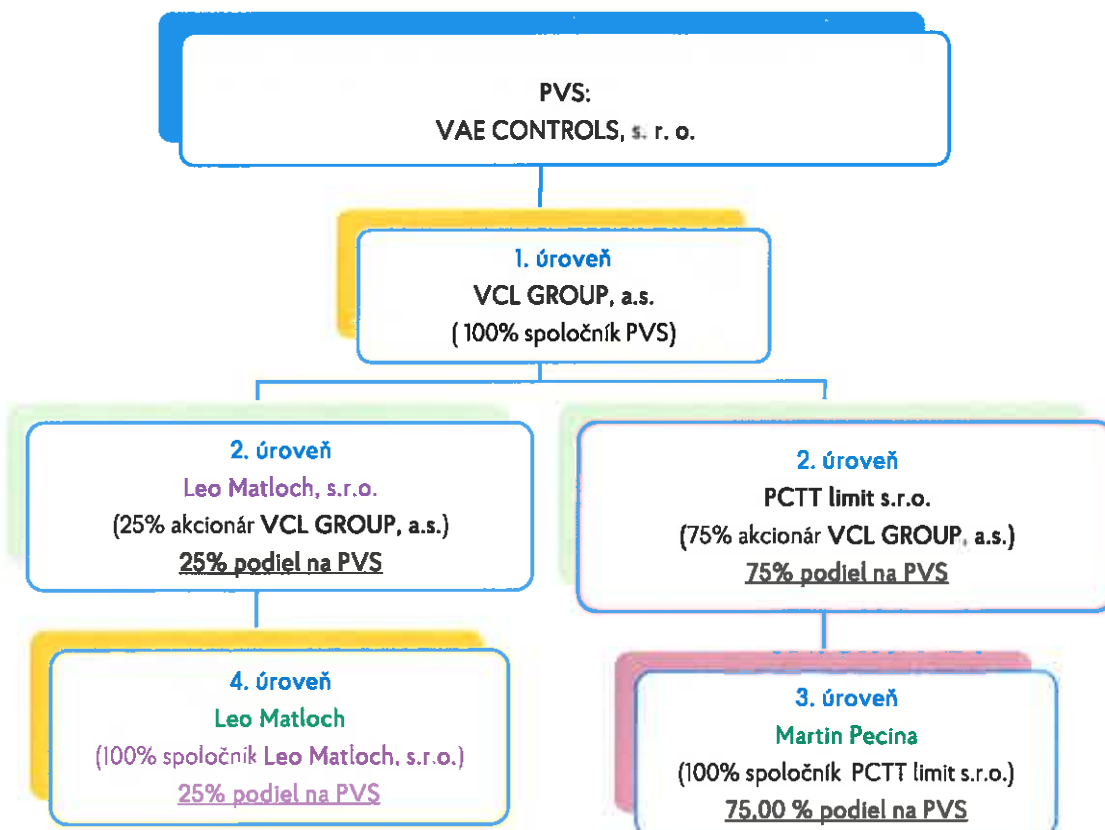 PVS:
VAE CONTROLS, s. r. o.
1. úroveň
VCL GROUP, a.s.
( 100% spoločník PVS)
2. úroveň
Leo Matloch, s.r.o.
(25% akcionár VCL GROUP, a.s.)
25% podiel na PVS
2. úroveň
PCTT limit s.r.o.
(75% akcionár VCL GROUP, a.s.)
75% podiel na PVS
4. úroveň
Leo Matloch
(100% spoločník Leo Matloch, s.r.o.)
25% podiel na PVS
3. úroveň
Martin Pecina
(100% spoločník PCTT limit s.r.o.)
75.00 % podiel na PVS